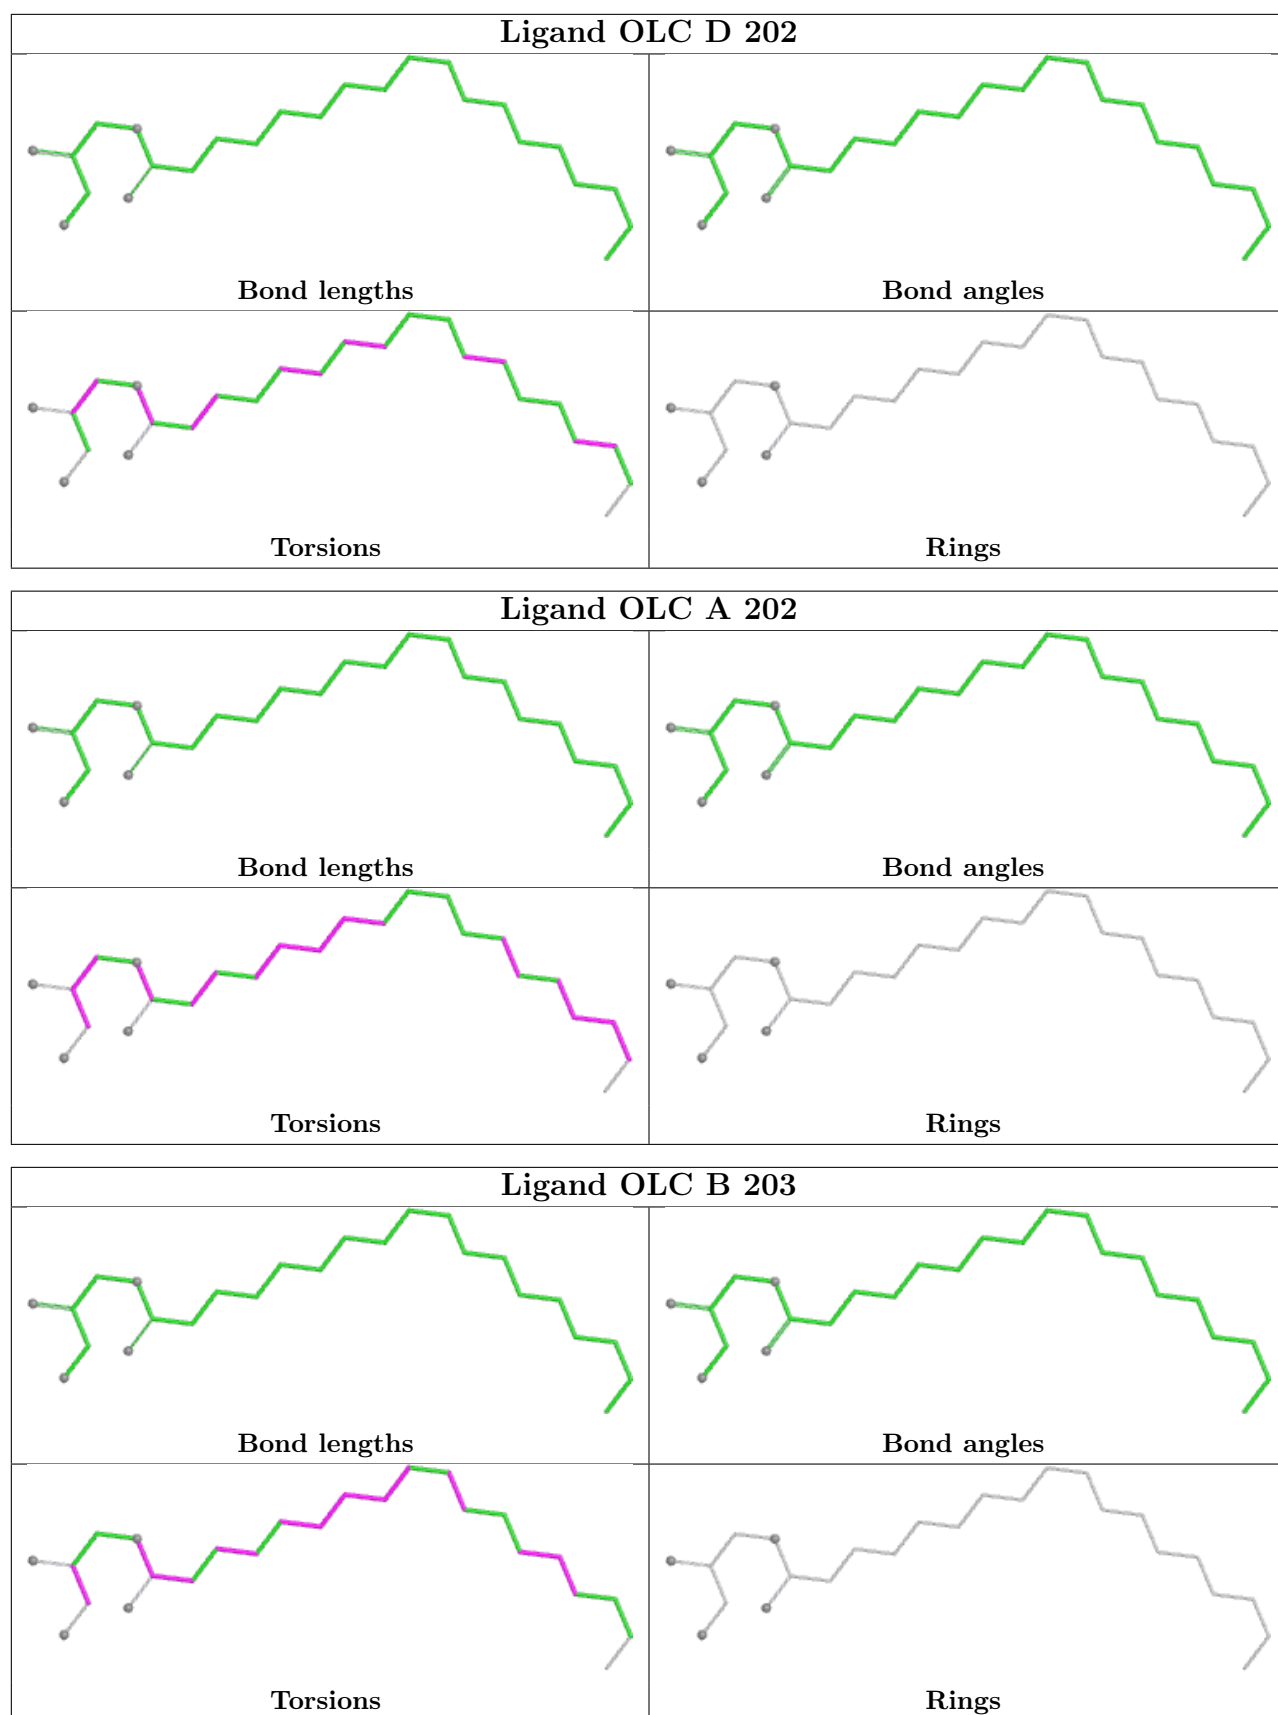 Ligand OLC D 202
Bond lengths
Bond angles
Torsions
Rings
Ligand OLC A 202
Bond lengths
Bond angles
Torsions
Rings
Ligand OLC B 203
Bond lengths
Bond angles
Torsions
Rings